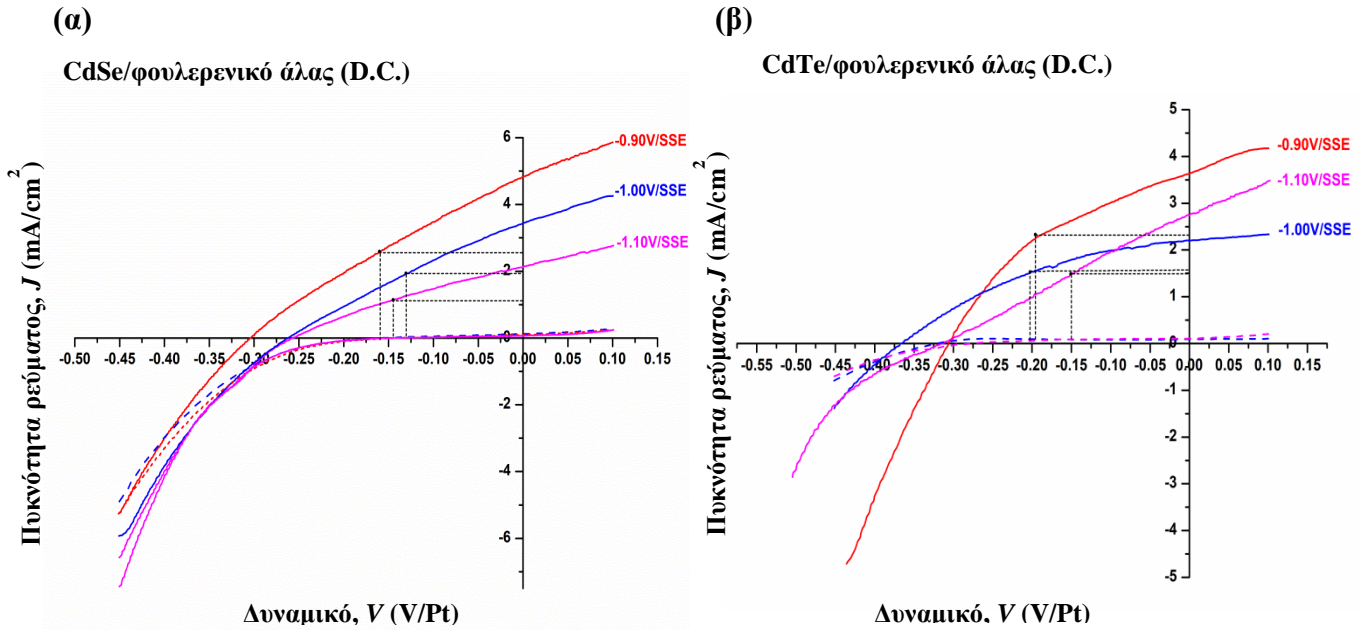 (α)
CdSe/φουλερενικό άλας (D.C.)
Πυκνότητα ρεύματος, J (mA/cm²)
6
4
2
0
-2
-4
-6
-0.50 -0.45 -0.40 -0.35 -0.30 -0.25 -0.20 -0.15 -0.10 -0.05 0.00 0.05 0.10 0.15
-0.90V/SSE
-1.00V/SSE
-1.10V/SSE
Δυναμικό, V (V/Pt)
(β)
CdTe/φουλερενικό άλας (D.C.)
Πυκνότητα ρεύματος, J (mA/cm²)
5
4
3
2
1
0
-1
-2
-3
-4
-5
-0.55 -0.50 -0.45 -0.40 -0.35 -0.30 -0.25 -0.20 -0.15 -0.10 -0.05 0.00 0.05 0.10 0.15
-0.90V/SSE
-1.10V/SSE
-1.00V/SSE
Δυναμικό, V (V/Pt)